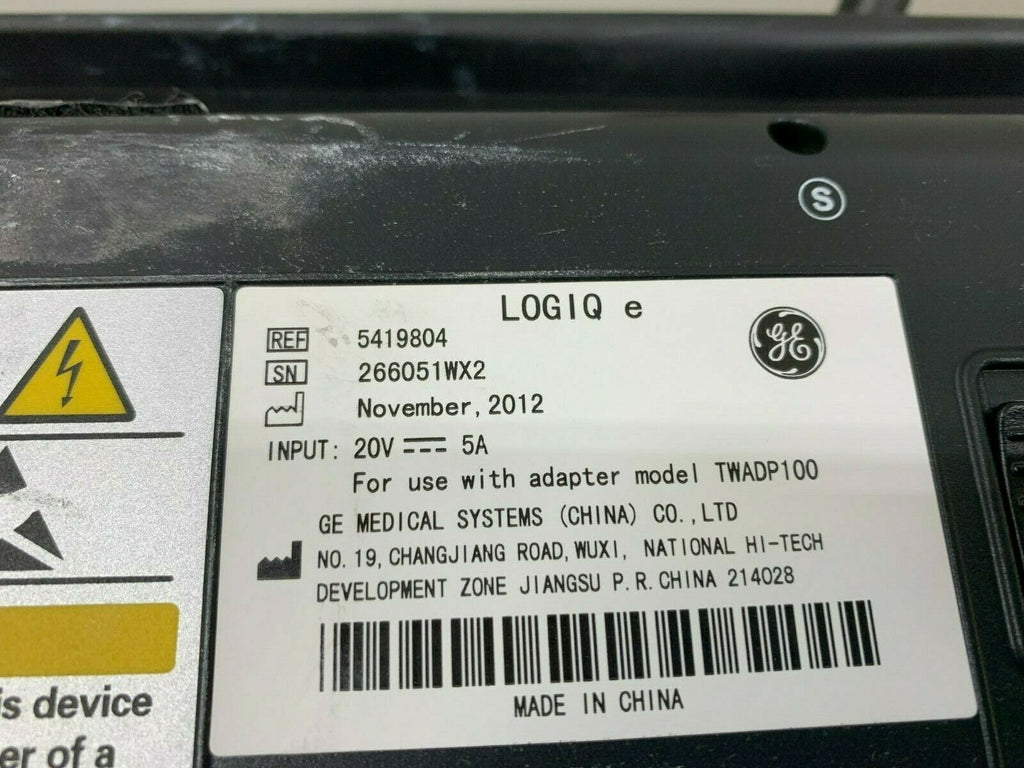 S
LOGIQ e
REF 5419804
SN 266051WX2
November, 2012
INPUT: 20V 5A
For use with adapter model TWADP100
GE MEDICAL SYSTEMS (CHINA) CO.,LTD
NO. 19, CHANGJIANG ROAD, WUXI, NATIONAL HI-TECH
DEVELOPMENT ZONE JIANGSU P.R.CHINA 214028
MADE IN CHINA
GE
is device
er of a